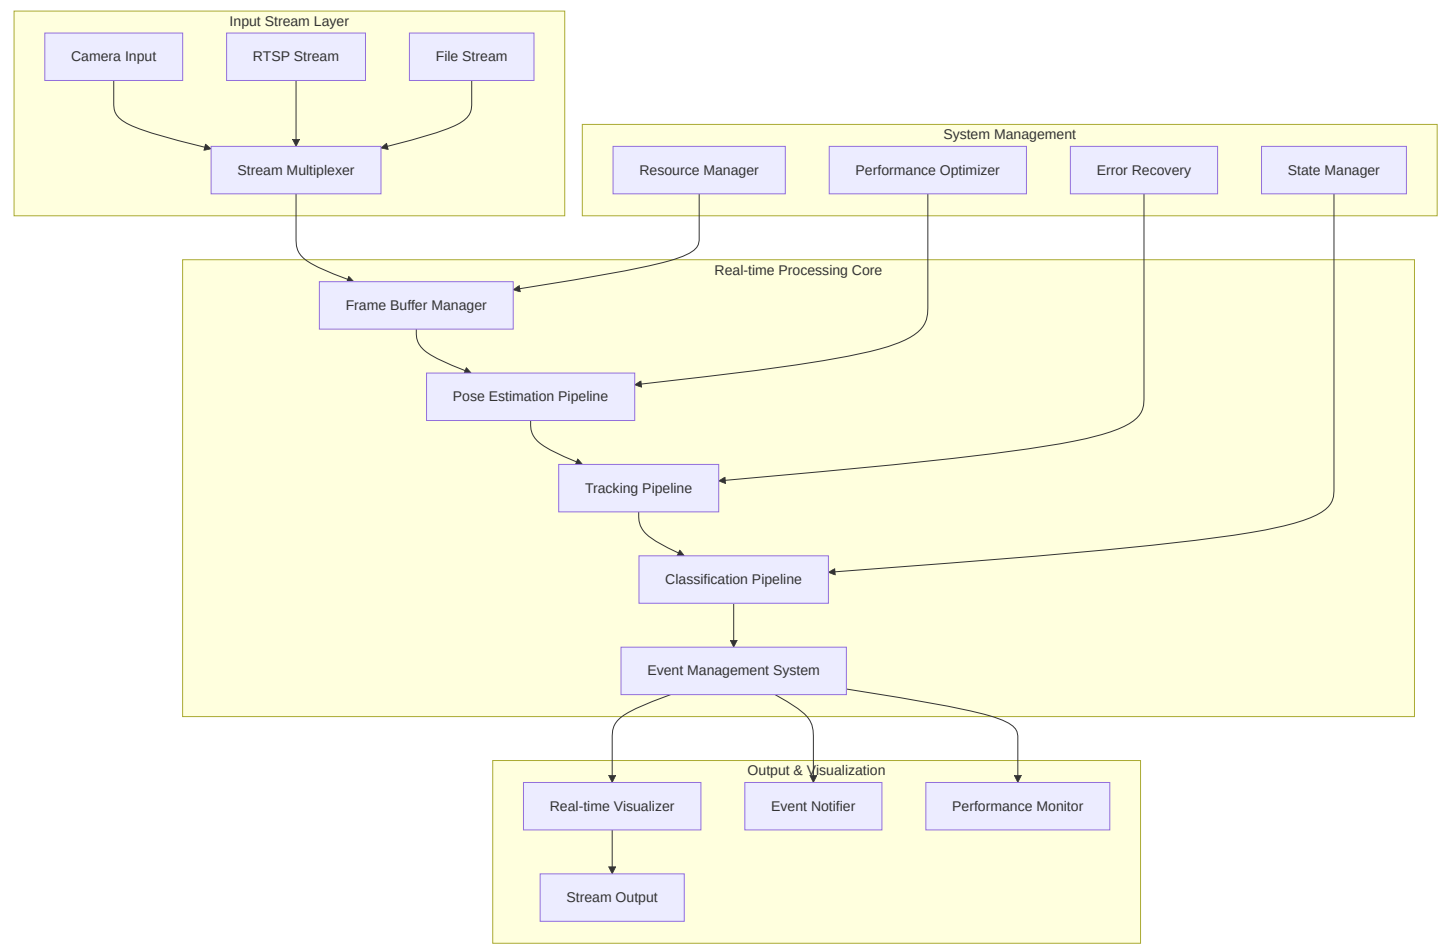 Input Stream Layer
Camera Input
RTSP Stream
File Stream
Stream Multiplexer
System Management
Resource Manager
Performance Optimizer
Error Recovery
State Manager
Real-time Processing Core
Frame Buffer Manager
Pose Estimation Pipeline
Tracking Pipeline
Classification Pipeline
Event Management System
Output & Visualization
Real-time Visualizer
Event Notifier
Performance Monitor
Stream Output